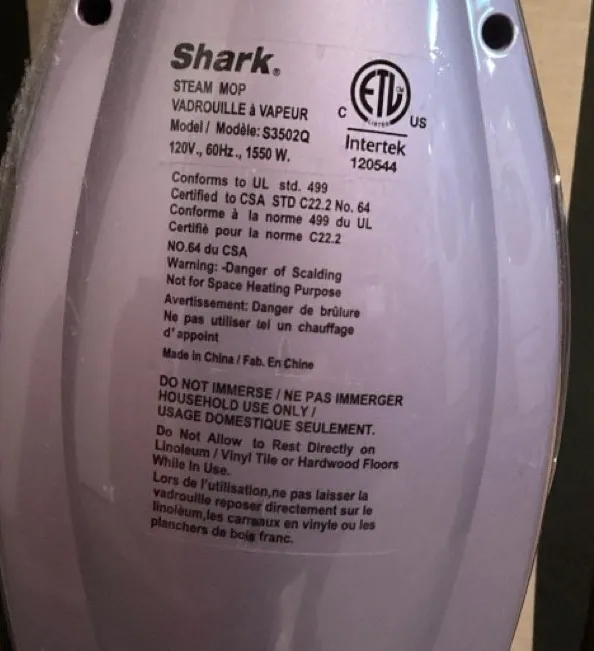 Shark®
STEAM MOP
VADROUILLE à VAPEUR
Model / Modèle: S3502Q
120V., 60Hz., 1550 W.
ETL
LISTED
C US
Intertek
120544
Conforms to UL std. 499
Certified to CSA STD C22.2 No. 64
Conforme à la norme 499 du UL
Certifiè pour la norme C22.2
NO.64 du CSA
Warning: -Danger of Scalding
Not for Space Heating Purpose
Avertissement: Danger de brûlure
Ne pas utiliser tel un chauffage
d'appoint
Made in China / Fab. En Chine
DO NOT IMMERSE / NE PAS IMMERGER
HOUSEHOLD USE ONLY /
USAGE DOMESTIQUE SEULEMENT.
Do Not Allow to Rest Directly on
Linoleum / Vinyl Tile or Hardwood Floors
While In Use.
Lors de l'utilisation,ne pas laisser la
vadrouille reposer directement sur le
linoléum,les carreaux en vinyle ou les
planchers de bois franc.